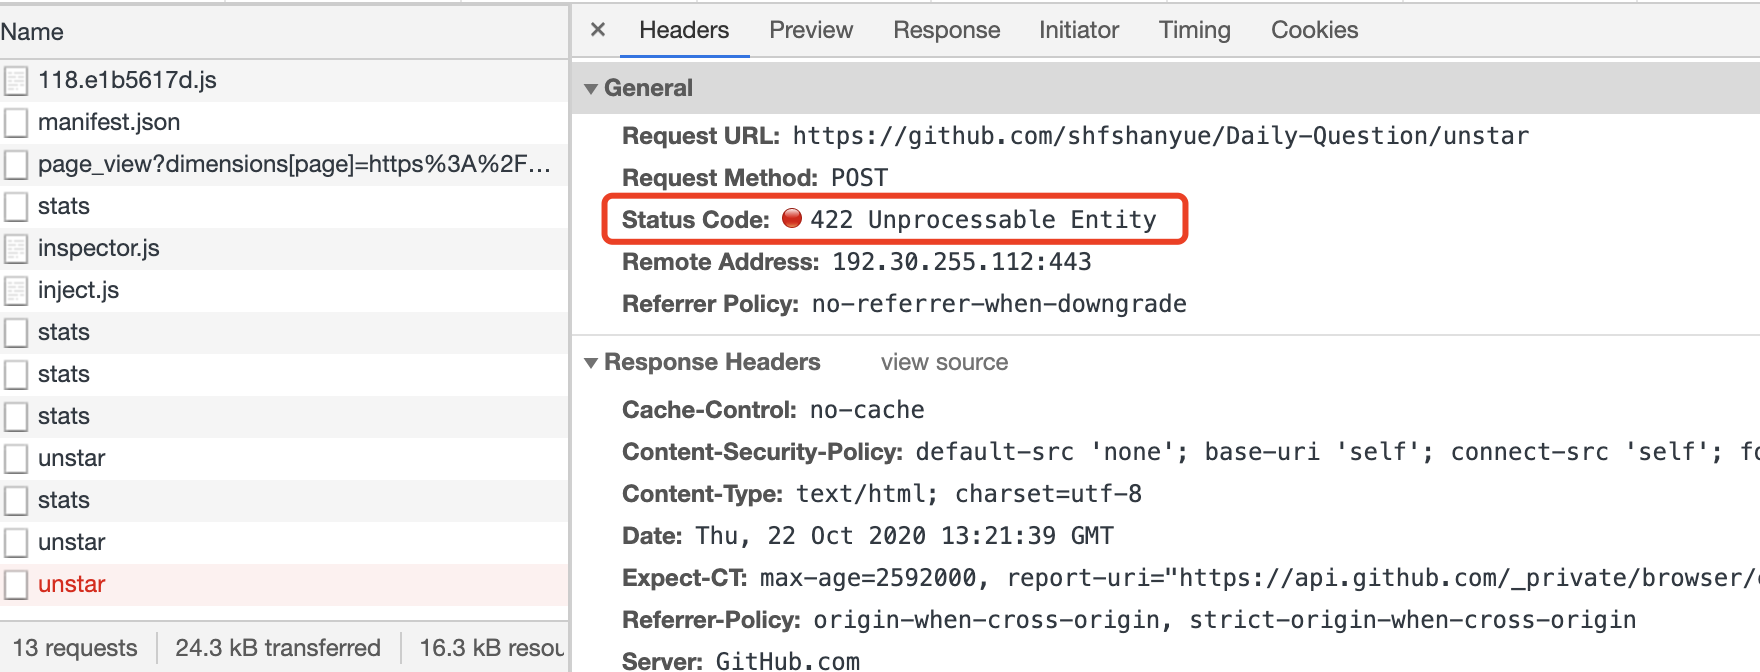 Name
118.e1b5617d.js
manifest.json
page_view?dimensions[page]=https%3A%2F...
stats
inspector.js
inject.js
stats
stats
stats
unstar
stats
unstar
unstar
13 requests 24.3 kB transferred 16.3 kB resou
× Headers Preview Response Initiator Timing Cookies
General
Request URL: https://github.com/shfshanyue/Daily-Question/unstar
Request Method: POST
Status Code: 422 Unprocessable Entity
Remote Address: 192.30.255.112:443
Referrer Policy: no-referrer-when-downgrade
Response Headers view source
Cache-Control: no-cache
Content-Security-Policy: default-src 'none'; base-uri 'self'; connect-src 'self'; fo
Content-Type: text/html; charset=utf-8
Date: Thu, 22 Oct 2020 13:21:39 GMT
Expect-CT: max-age=2592000, report-uri="https://api.github.com/_private/browser/
Referrer-Policy: origin-when-cross-origin, strict-origin-when-cross-origin
Server: GitHub.com